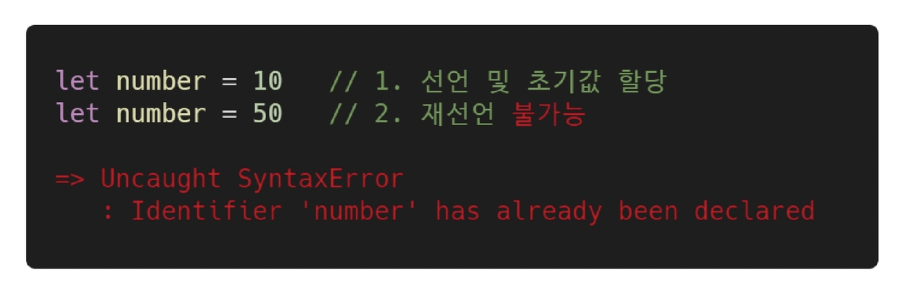 let number = 10   // 1. 선언 및 초기값 할당
let number = 50   // 2. 재선언 불가능
=> Uncaught SyntaxError
   : Identifier 'number' has already been declared